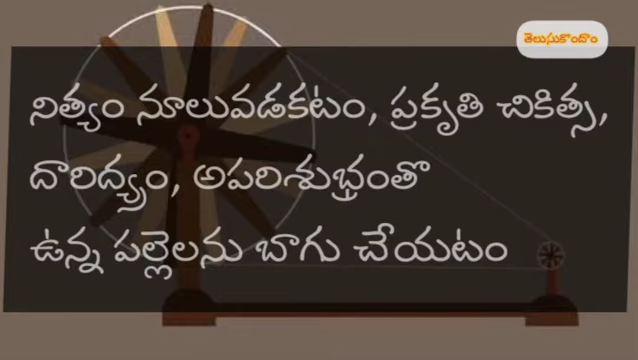 తెలుసుకొందాం
నిత్యం నూలువడకటం, ప్రకృతి చికిత్స,
దారిద్ర్యం, అపరిశుభ్రంతొ
ఉన్న పల్లెలను బాగు చేయటం